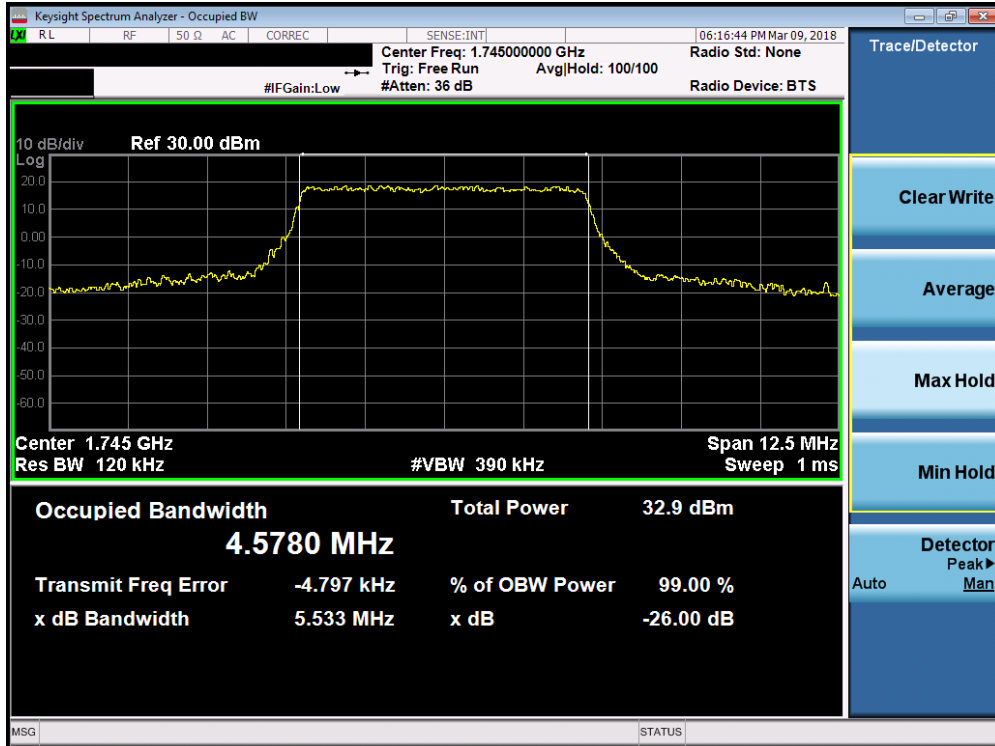 Keysight Spectrum Analyzer - Occupied BW
LXI RL RF 50 Ω AC CORREC SENSE:INT 06:16:44 PM Mar 09, 2018
Center Freq: 1.745000000 GHz Radio Std: None
Trig: Free Run Avg|Hold: 100/100
#IFGain:Low #Atten: 36 dB Radio Device: BTS
10 dB/div Ref 30.00 dBm
Log
20.0
10.0
0.00
-10.0
-20.0
-30.0
-40.0
-50.0
-60.0
Center 1.745 GHz Span 12.5 MHz
Res BW 120 kHz #VBW 390 kHz Sweep 1 ms
Occupied Bandwidth Total Power 32.9 dBm
4.5780 MHz
Transmit Freq Error -4.797 kHz % of OBW Power 99.00 %
x dB Bandwidth 5.533 MHz x dB -26.00 dB
MSG STATUS
Trace/Detector
Clear Write
Average
Max Hold
Min Hold
Detector
Peak▶
Auto Man